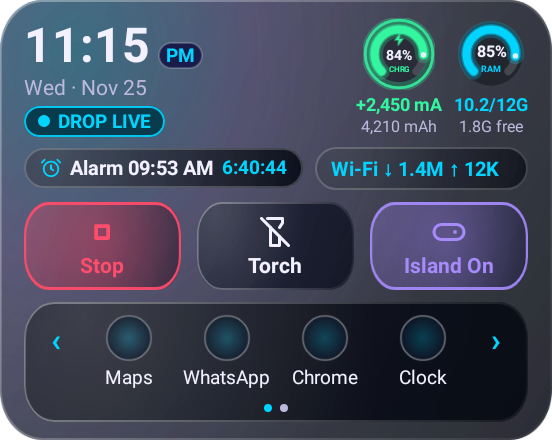 11:15 PM
Wed · Nov 25
DROP LIVE
84%
CHRG
+2,450 mA
4,210 mAh
85%
RAM
10.2/12G
1.8G free
Alarm 09:53 AM 6:40:44
Wi-Fi ↓ 1.4M ↑ 12K
Stop
Torch
Island On
‹ Maps WhatsApp Chrome Clock ›